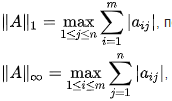 ‖A‖₁ = max_{1≤j≤n} ∑_{i=1}^{m} |a_{ij}|, п
‖A‖_∞ = max_{1≤i≤m} ∑_{j=1}^{n} |a_{ij}|,